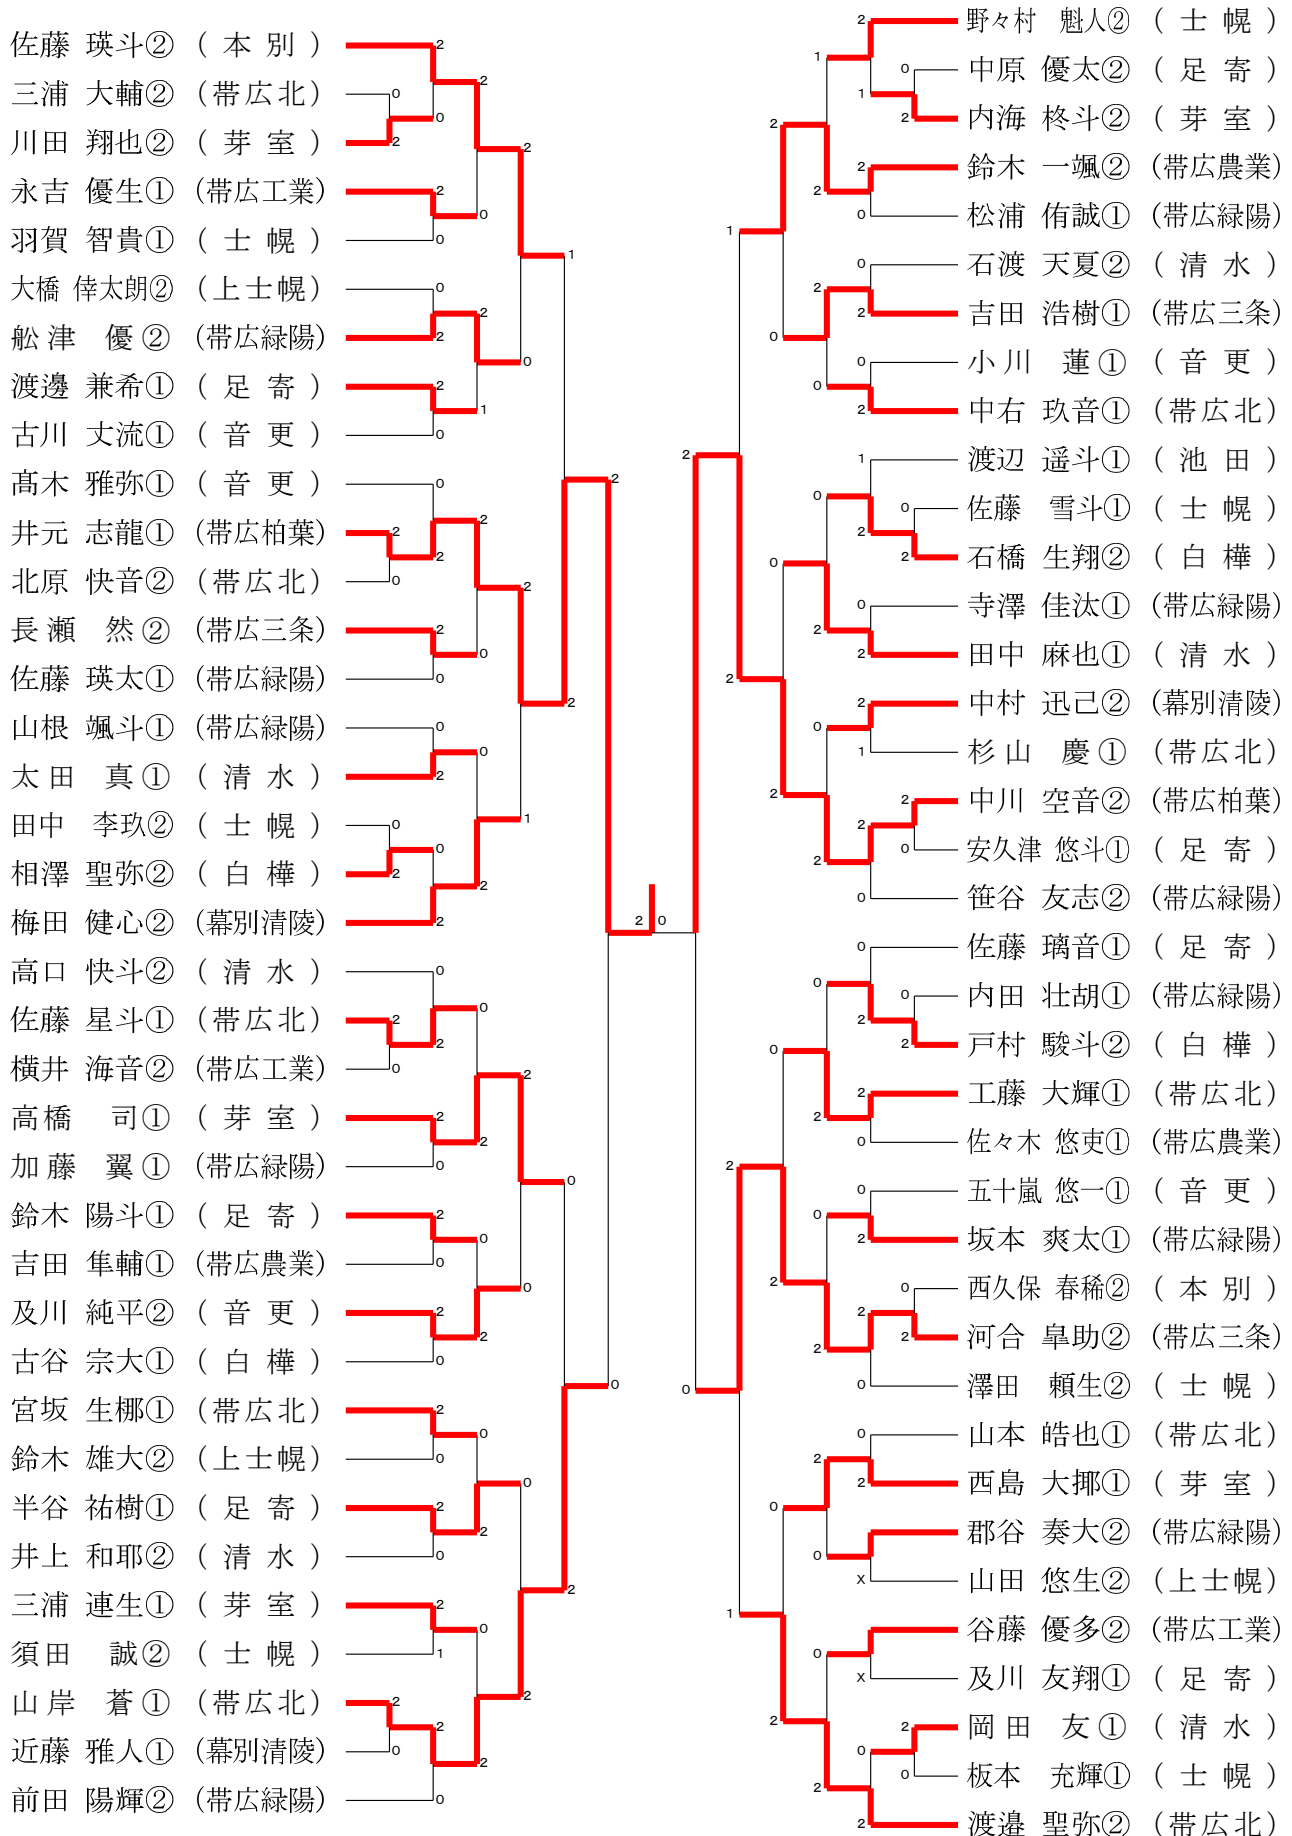 佐藤 瑛斗② ( 本 別 )
三浦 大輔② (帯広北)
川田 翔也② ( 芽 室 )
永吉 優生① (帯広工業)
羽賀 智貴① ( 士 幌 )
大橋 倖太朗② (上士幌)
舩津 優② (帯広緑陽)
渡邊 兼希① ( 足 寄 )
古川 丈流① ( 音 更 )
髙木 雅弥① ( 音 更 )
井元 志龍① (帯広柏葉)
北原 快音② (帯広北)
長瀬 然② (帯広三条)
佐藤 瑛太① (帯広緑陽)
山根 颯斗① (帯広緑陽)
太田 真① ( 清 水 )
田中 李玖② ( 士 幌 )
相澤 聖弥② ( 白 樺 )
梅田 健心② (幕別清陵)
高口 快斗② ( 清 水 )
佐藤 星斗① (帯広北)
横井 海音② (帯広工業)
高橋 司① ( 芽 室 )
加藤 翼① (帯広緑陽)
鈴木 陽斗① ( 足 寄 )
吉田 隼輔① (帯広農業)
及川 純平② ( 音 更 )
古谷 宗大① ( 白 樺 )
宮坂 生梛① (帯広北)
鈴木 雄大② (上士幌)
半谷 祐樹① ( 足 寄 )
井上 和耶② ( 清 水 )
三浦 連生① ( 芽 室 )
須田 誠② ( 士 幌 )
山岸 蒼① (帯広北)
近藤 雅人① (幕別清陵)
前田 陽輝② (帯広緑陽)
野々村 魁人② ( 士 幌 )
中原 優太② ( 足 寄 )
内海 柊斗② ( 芽 室 )
鈴木 一颯② (帯広農業)
松浦 侑誠① (帯広緑陽)
石渡 天夏② ( 清 水 )
吉田 浩樹① (帯広三条)
小川 蓮① ( 音 更 )
中右 玖音① (帯広北)
渡辺 遥斗① ( 池 田 )
佐藤 雪斗① ( 士 幌 )
石橋 生翔② ( 白 樺 )
寺澤 佳汰① (帯広緑陽)
田中 麻也① ( 清 水 )
中村 迅己② (幕別清陵)
杉山 慶① (帯広北)
中川 空音② (帯広柏葉)
安久津 悠斗① ( 足 寄 )
笹谷 友志② (帯広緑陽)
佐藤 璃音① ( 足 寄 )
内田 壮胡① (帯広緑陽)
戸村 駿斗② ( 白 樺 )
工藤 大輝① (帯広北)
佐々木 悠吏① (帯広農業)
五十嵐 悠一① ( 音 更 )
坂本 爽太① (帯広緑陽)
西久保 春稀② ( 本 別 )
河合 皐助② (帯広三条)
澤田 頼生② ( 士 幌 )
山本 皓也① (帯広北)
西島 大揶① ( 芽 室 )
郡谷 奏大② (帯広緑陽)
山田 悠生② (上士幌)
谷藤 優多② (帯広工業)
及川 友翔① ( 足 寄 )
岡田 友① ( 清 水 )
板本 充輝① ( 士 幌 )
渡邉 聖弥② (帯広北)